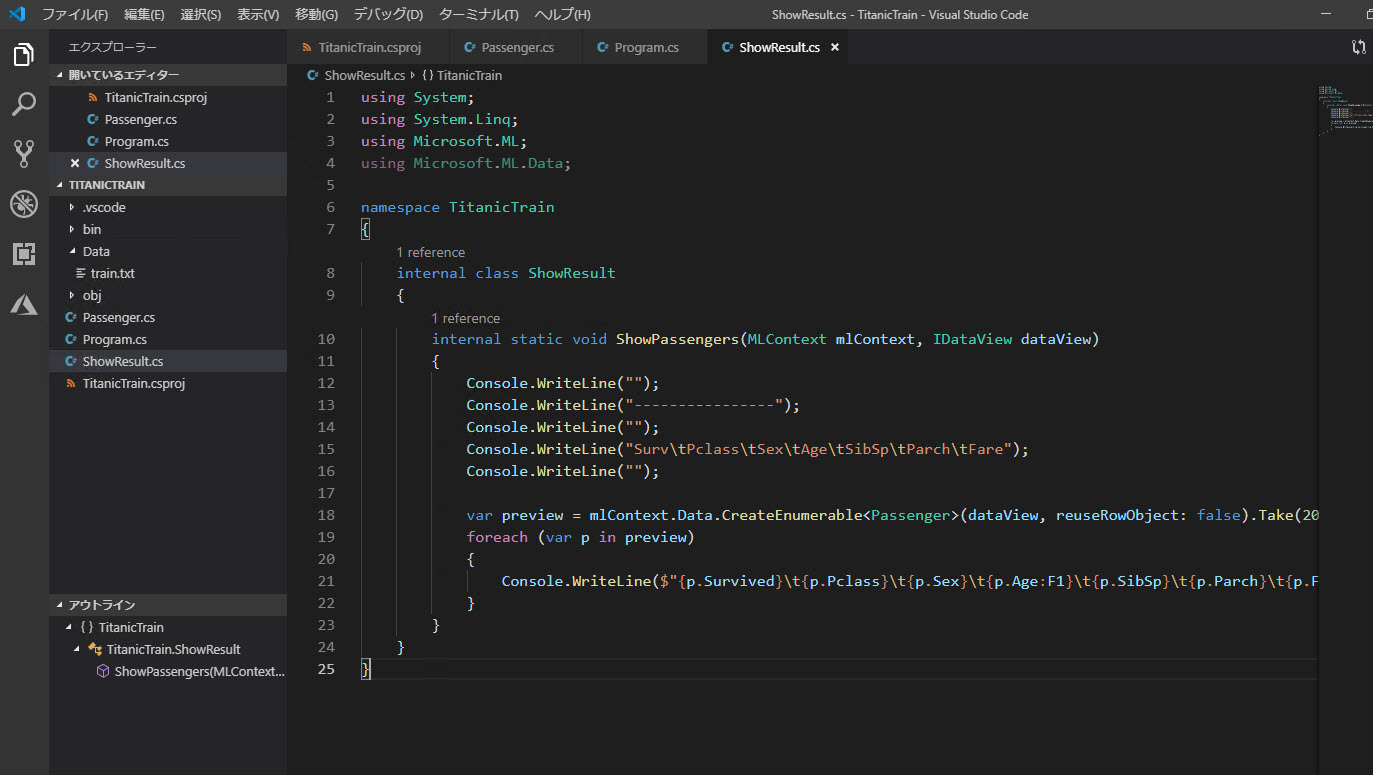 ファイル(F) 編集(E) 選択(S) 表示(V) 移動(G) デバッグ(D) ターミナル(T) ヘルプ(H) ShowResult.cs - TitanicTrain - Visual Studio Code
エクスプローラー
開いているエディター
TitanicTrain.csproj
Passenger.cs
Program.cs
ShowResult.cs
TITANICTRAIN
.vscode
bin
Data
train.txt
obj
Passenger.cs
Program.cs
ShowResult.cs
TitanicTrain.csproj
アウトライン
{ } TitanicTrain
TitanicTrain.ShowResult
ShowPassengers(MLContext...
TitanicTrain.csproj Passenger.cs Program.cs ShowResult.cs
ShowResult.cs { } TitanicTrain
1 using System;
2 using System.Linq;
3 using Microsoft.ML;
4 using Microsoft.ML.Data;
5
6 namespace TitanicTrain
7 {
1 reference
8 internal class ShowResult
9 {
1 reference
10 internal static void ShowPassengers(MLContext mlContext, IDataView dataView)
11 {
12 Console.WriteLine("");
13 Console.WriteLine("----------------");
14 Console.WriteLine("");
15 Console.WriteLine("Surv\tPclass\tSex\tAge\tSibSp\tParch\tFare");
16 Console.WriteLine("");
17
18 var preview = mlContext.Data.CreateEnumerable<Passenger>(dataView, reuseRowObject: false).Take(20
19 foreach (var p in preview)
20 {
21 Console.WriteLine($"{p.Survived}\t{p.Pclass}\t{p.Sex}\t{p.Age:F1}\t{p.SibSp}\t{p.Parch}\t{p.F
22 }
23 }
24 }
25 }